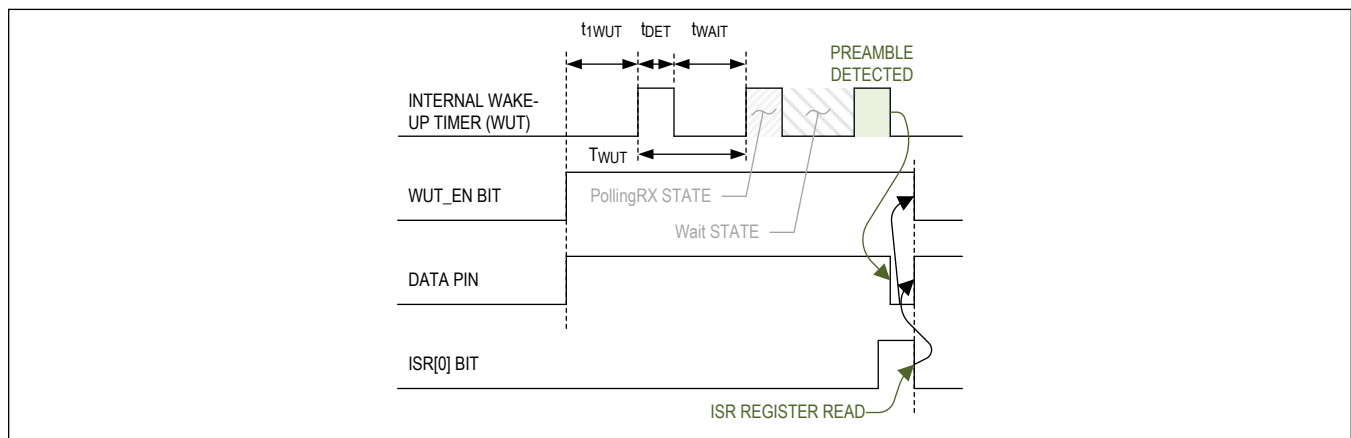 t1WUT tDET tWAIT
PREAMBLE
DETECTED
INTERNAL WAKE-
UP TIMER (WUT)
TWUT
WUT_EN BIT
PollingRX STATE
Wait STATE
DATA PIN
ISR[0] BIT
ISR REGISTER READ